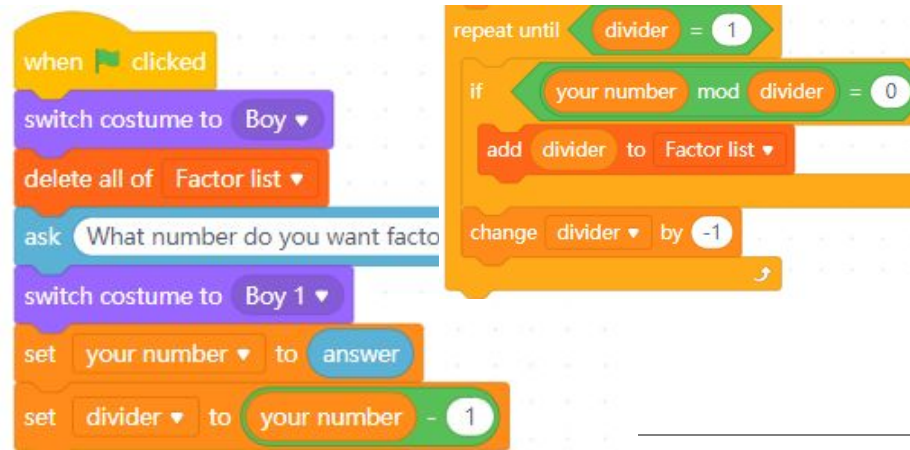 when clicked
switch costume to Boy
delete all of Factor list
ask What number do you want
switch costume to Boy 1
set your number to answer
set divider to your number - 1
repeat until divider = 1
if your number mod divider = 0
add divider to Factor list
change divider by -1